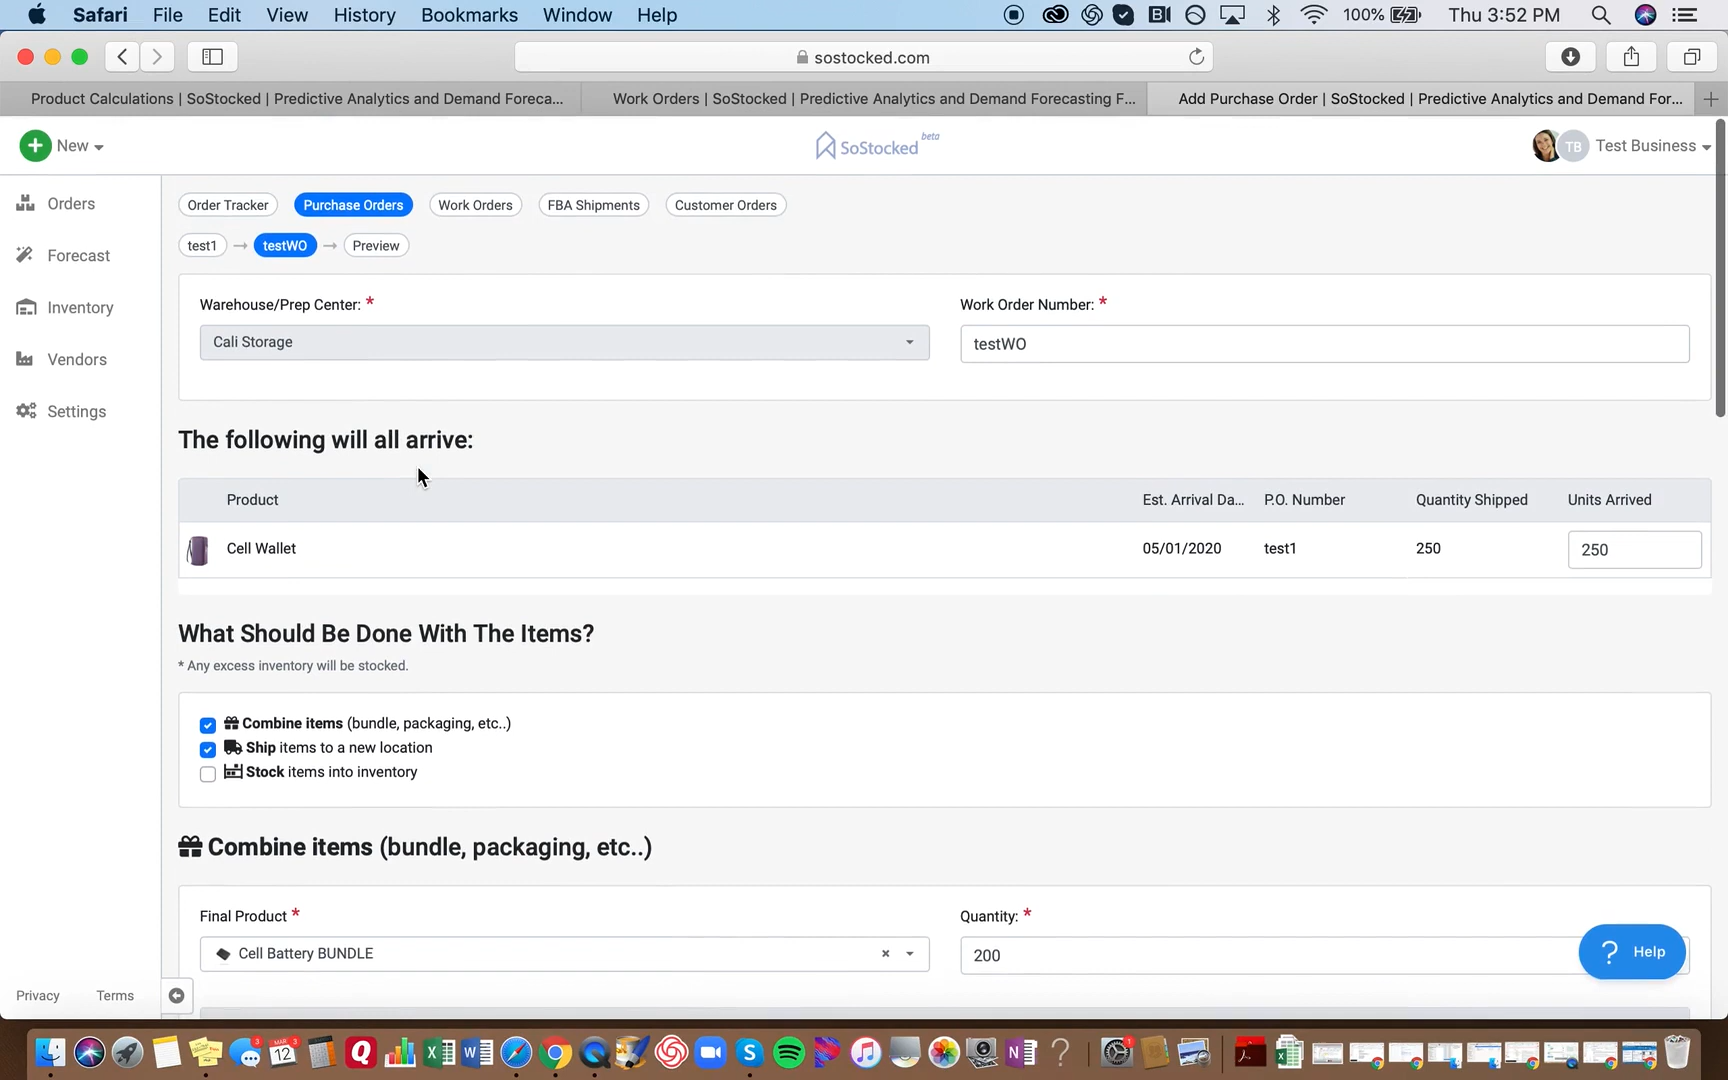 Safari File Edit View History Bookmarks Window Help 100% Thu 3:52 PM
sostocked.com
Product Calculations | SoStocked | Predictive Analytics and Demand Foreca... Work Orders | SoStocked | Predictive Analytics and Demand Forecasting F... Add Purchase Order | SoStocked | Predictive Analytics and Demand For...
New SoStocked beta TB Test Business
Orders
Forecast
Inventory
Vendors
Settings
Order Tracker Purchase Orders Work Orders FBA Shipments Customer Orders
test1 → testWO → Preview
Warehouse/Prep Center: * Work Order Number: *
Cali Storage testWO
The following will all arrive:
Product Est. Arrival Da... P.O. Number Quantity Shipped Units Arrived
Cell Wallet 05/01/2020 test1 250 250
What Should Be Done With The Items?
* Any excess inventory will be stocked.
Combine items (bundle, packaging, etc..)
Ship items to a new location
Stock items into inventory
Combine items (bundle, packaging, etc..)
Final Product * Quantity: *
Cell Battery BUNDLE × 200
? Help
Privacy Terms